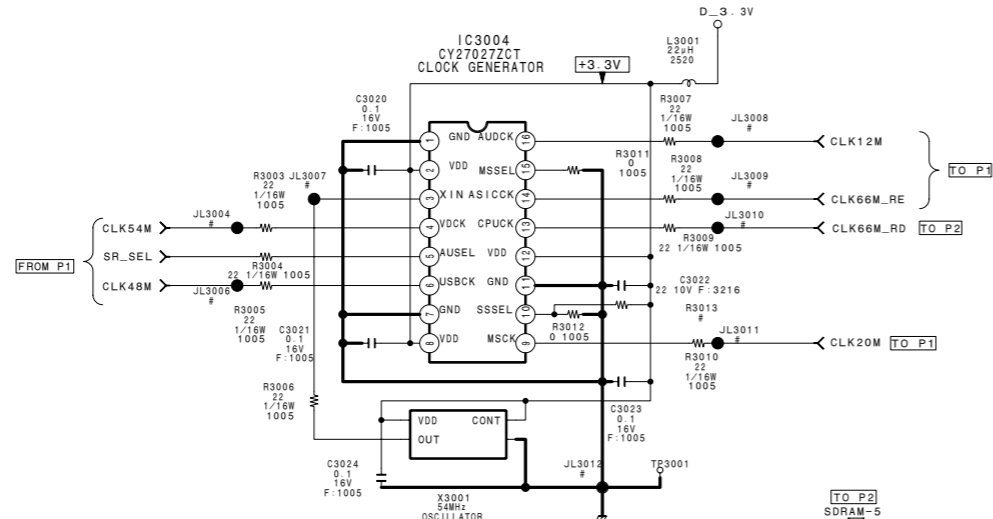 D_3.3V
IC3004
CY27027ZCT
CLOCK GENERATOR
+3.3V
L3001
22µH
2520
C3020
0.1
16V
F:1005
R3007
22
1/16W
1005
JL3008
#
CLK12M
1
GND
AUDCK
16
2
VDD
MSSEL
15
R3011
0
1005
R3008
22
1/16W
1005
JL3009
#
TO P1
R3003
22
1/16W
1005
JL3007
#
3
XIN
ASICCK
14
CLK66M_RE
CLK54M
JL3004
#
4
VDCK
CPUCK
13
JL3010
#
CLK66M_RD
TO P2
R3009
22 1/16W 1005
FROM P1
SR_SEL
5
AUSEL
VDD
12
R3004
22 1/16W 1005
CLK48M
JL3006
#
6
USBCK
GND
11
C3022
22 10V F:3216
R3005
22
1/16W
1005
C3021
0.1
16V
F:1005
7
GND
SSSEL
10
R3012
0 1005
R3013
#
JL3011
#
8
VDD
MSCK
9
CLK20M
TO P1
R3010
22
1/16W
1005
R3006
22
1/16W
1005
VDD
CONT
OUT
C3023
0.1
16V
F:1005
C3024
0.1
16V
F:1005
X3001
54MHz
OSCILLATOR
JL3012
#
TP3001
TO P2
SDRAM-5